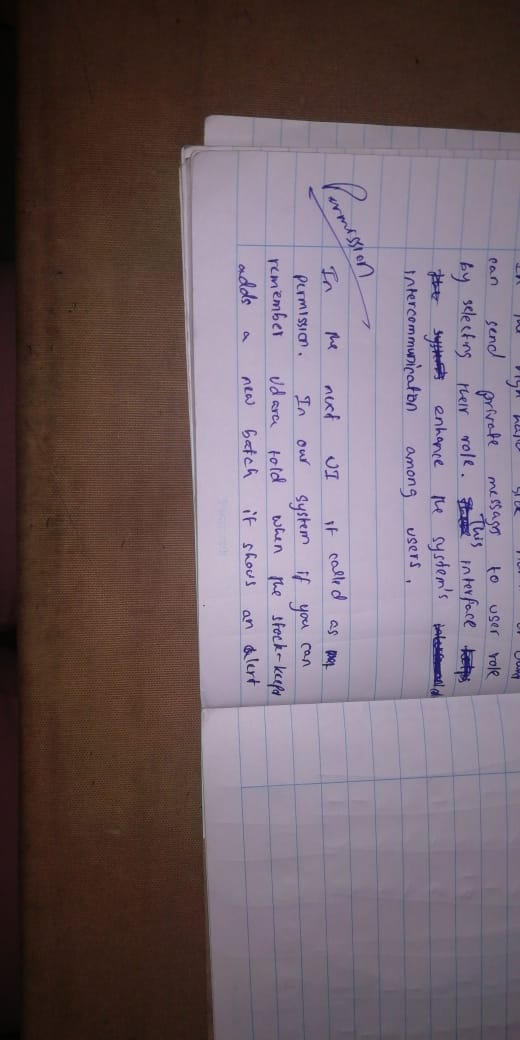 can send private messages to user role
by selecting their role. This interface
enhance the system's
intercommunication among users.
Permission
In the next UI it called as
permission. In our system if you can
remember Udara told when the stock-keeper
adds a new batch it shows an alert